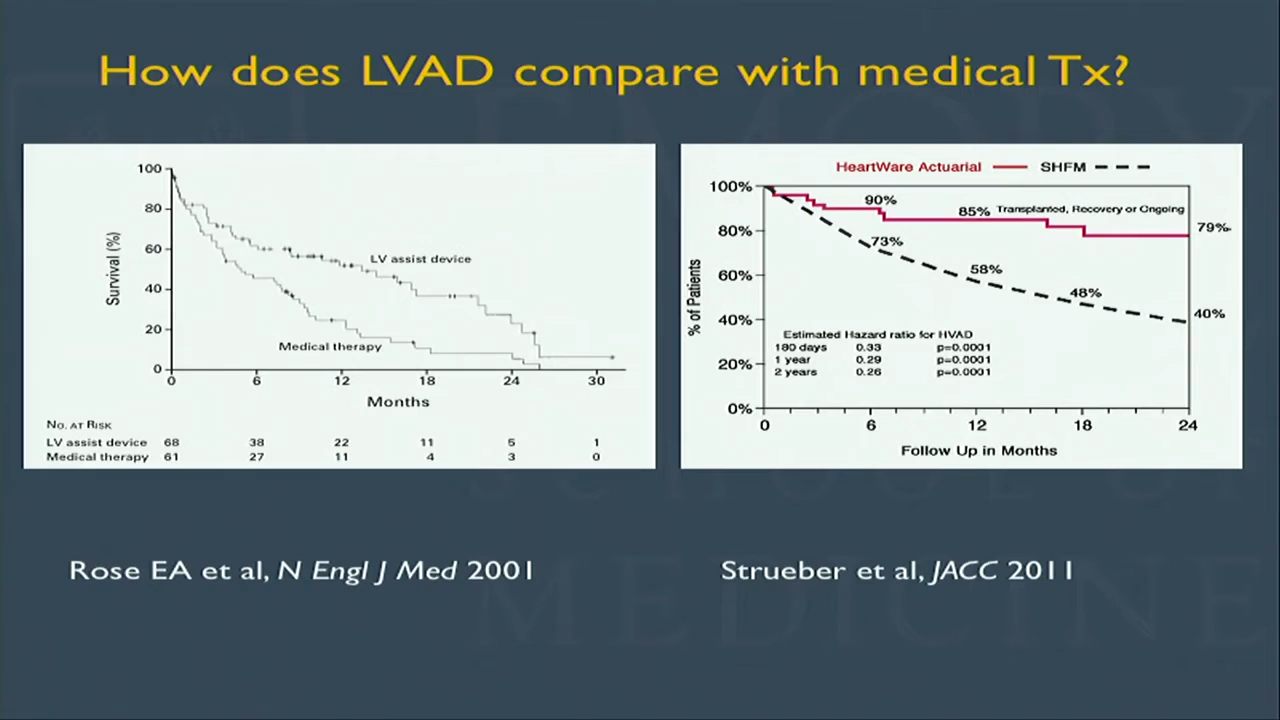 How does LVAD compare with medical Tx?
100
80
60
40
20
0
Survival (%)
LV assist device
Medical therapy
0 6 12 18 24 30
Months
NO. AT RISK
LV assist device 68 38 22 11 5 1
Medical therapy 61 27 11 4 3 0
HeartWare Actuarial SHFM
100%
80%
60%
40%
20%
0%
% of Patients
90%
85% Transplanted, Recovery or Ongoing
79%
73%
58%
48%
40%
Estimated Hazard ratio for HVAD
180 days 0.33 p=0.0001
1 year 0.29 p=0.0001
2 years 0.26 p=0.0001
0 6 12 18 24
Follow Up in Months
Rose EA et al, N Engl J Med 2001
Strueber et al, JACC 2011
EMORY
SCHOOL OF
MEDICINE